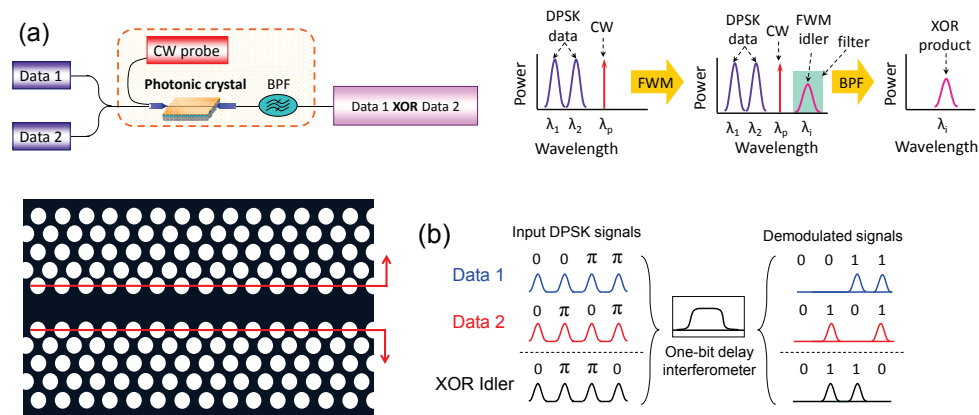 (a)
CW probe
Data 1
Photonic crystal
BPF
Data 1 XOR Data 2
Data 2
DPSK
data
CW
Power
λ1 λ2 λp
Wavelength
FWM
DPSK
data
CW
FWM
idler
filter
Power
λ1 λ2 λp λi
Wavelength
BPF
XOR
product
Power
λi
Wavelength
(b)
Input DPSK signals
0 0 π π
Data 1
0 π 0 π
Data 2
0 π π 0
XOR Idler
One-bit delay
interferometer
Demodulated signals
0 0 1 1
0 1 0 1
0 1 1 0